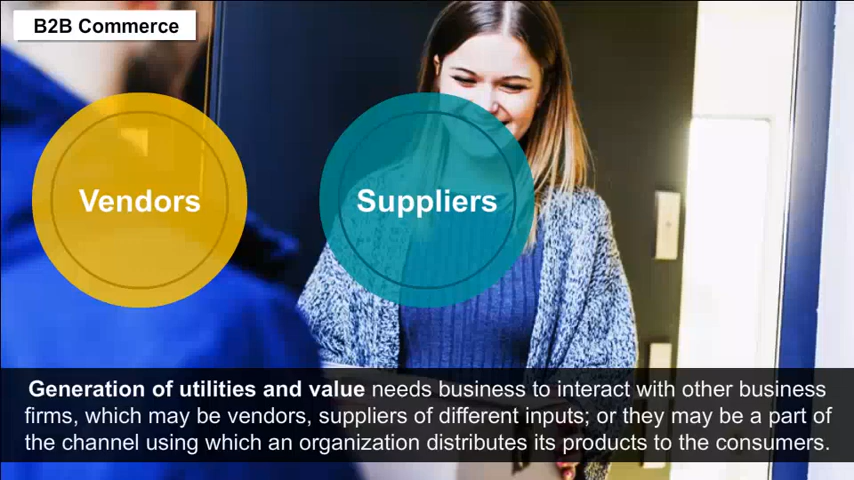 B2B Commerce
Vendors
Suppliers
Generation of utilities and value needs business to interact with other business
firms, which may be vendors, suppliers of different inputs; or they may be a part of
the channel using which an organization distributes its products to the consumers.